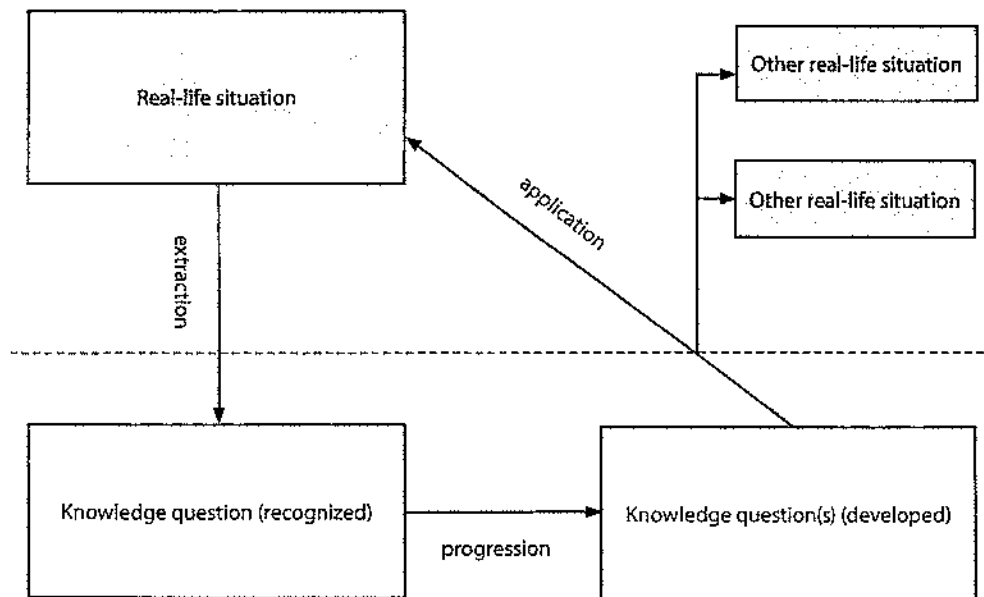 Real-life situation
Other real-life situation
Other real-life situation
application
extraction
Knowledge question (recognized)
progression
Knowledge question(s) (developed)